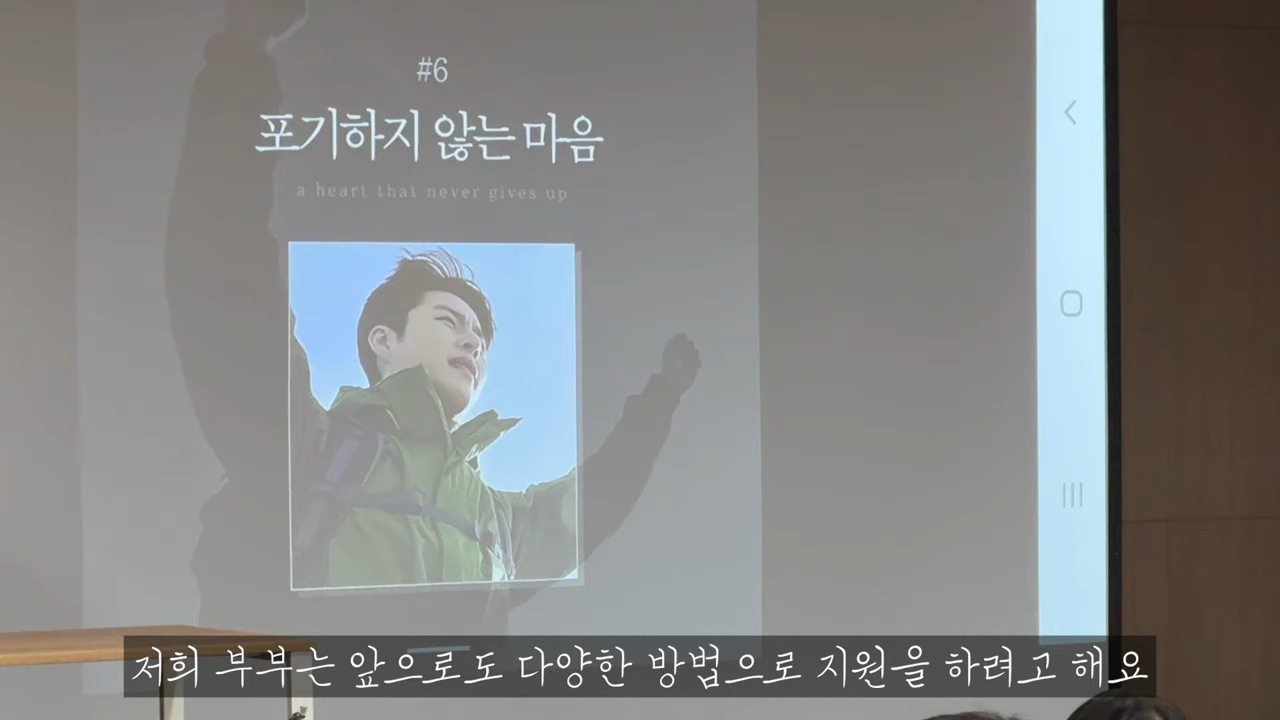 #6
포기하지 않는 마음
a heart that never gives up
저희 부부는 앞으로도 다양한 방법으로 지원을 하려고 해요